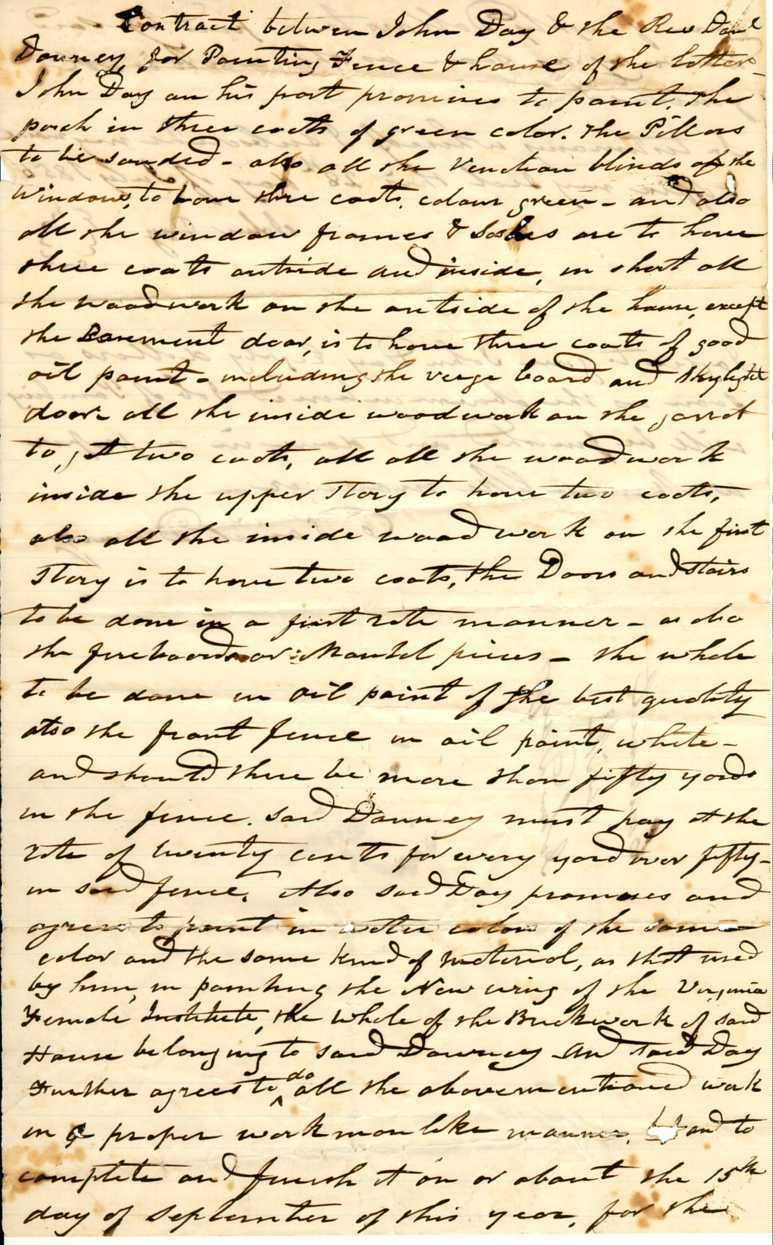 Contract between John Day & the Rev Danl
Downey for Painting Fence & house of the latter
John Day on his part promises to paint, The
porch in three coats of green color. The Pillars
to be sanded - also all the Venetian blinds of the
windows, to have three coats, colour green - and also
all the window frames & Sashes are to have
three coats outside and inside, in short all
the woodwork on the outside of the house, except
the Basement door, is to have three coats of good
oil paint - including the verge board and skylight
door all the inside woodwork on the garret
to get two coats, all all the woodwork
inside the upper story to have two coats,
also all the inside wood work on the first
story is to have two coats, the Doors and stairs
to be done in a first rate manner - as also
the fireboards or Mantel pieces - the whole
to be done in oil paint of the best quality
also the front fence in oil paint, white -
and should there be more than fifty yards
in the fence. said Downey must pay at the
rate of twenty cents for every yard over fifty -
in said fence. Also said Day promises and
agrees to paint in water colors of the same
color and the same kind of material, as that used
by him, in painting the New wing of the Virginia
Female Institute, the whole of the Brickwork of said
House belonging to said Downey and said Day
Further agrees to do all the abovementioned work
in a proper workmanlike manner, and to
complete and finish it on or about the 15th
day of September of this year, for the